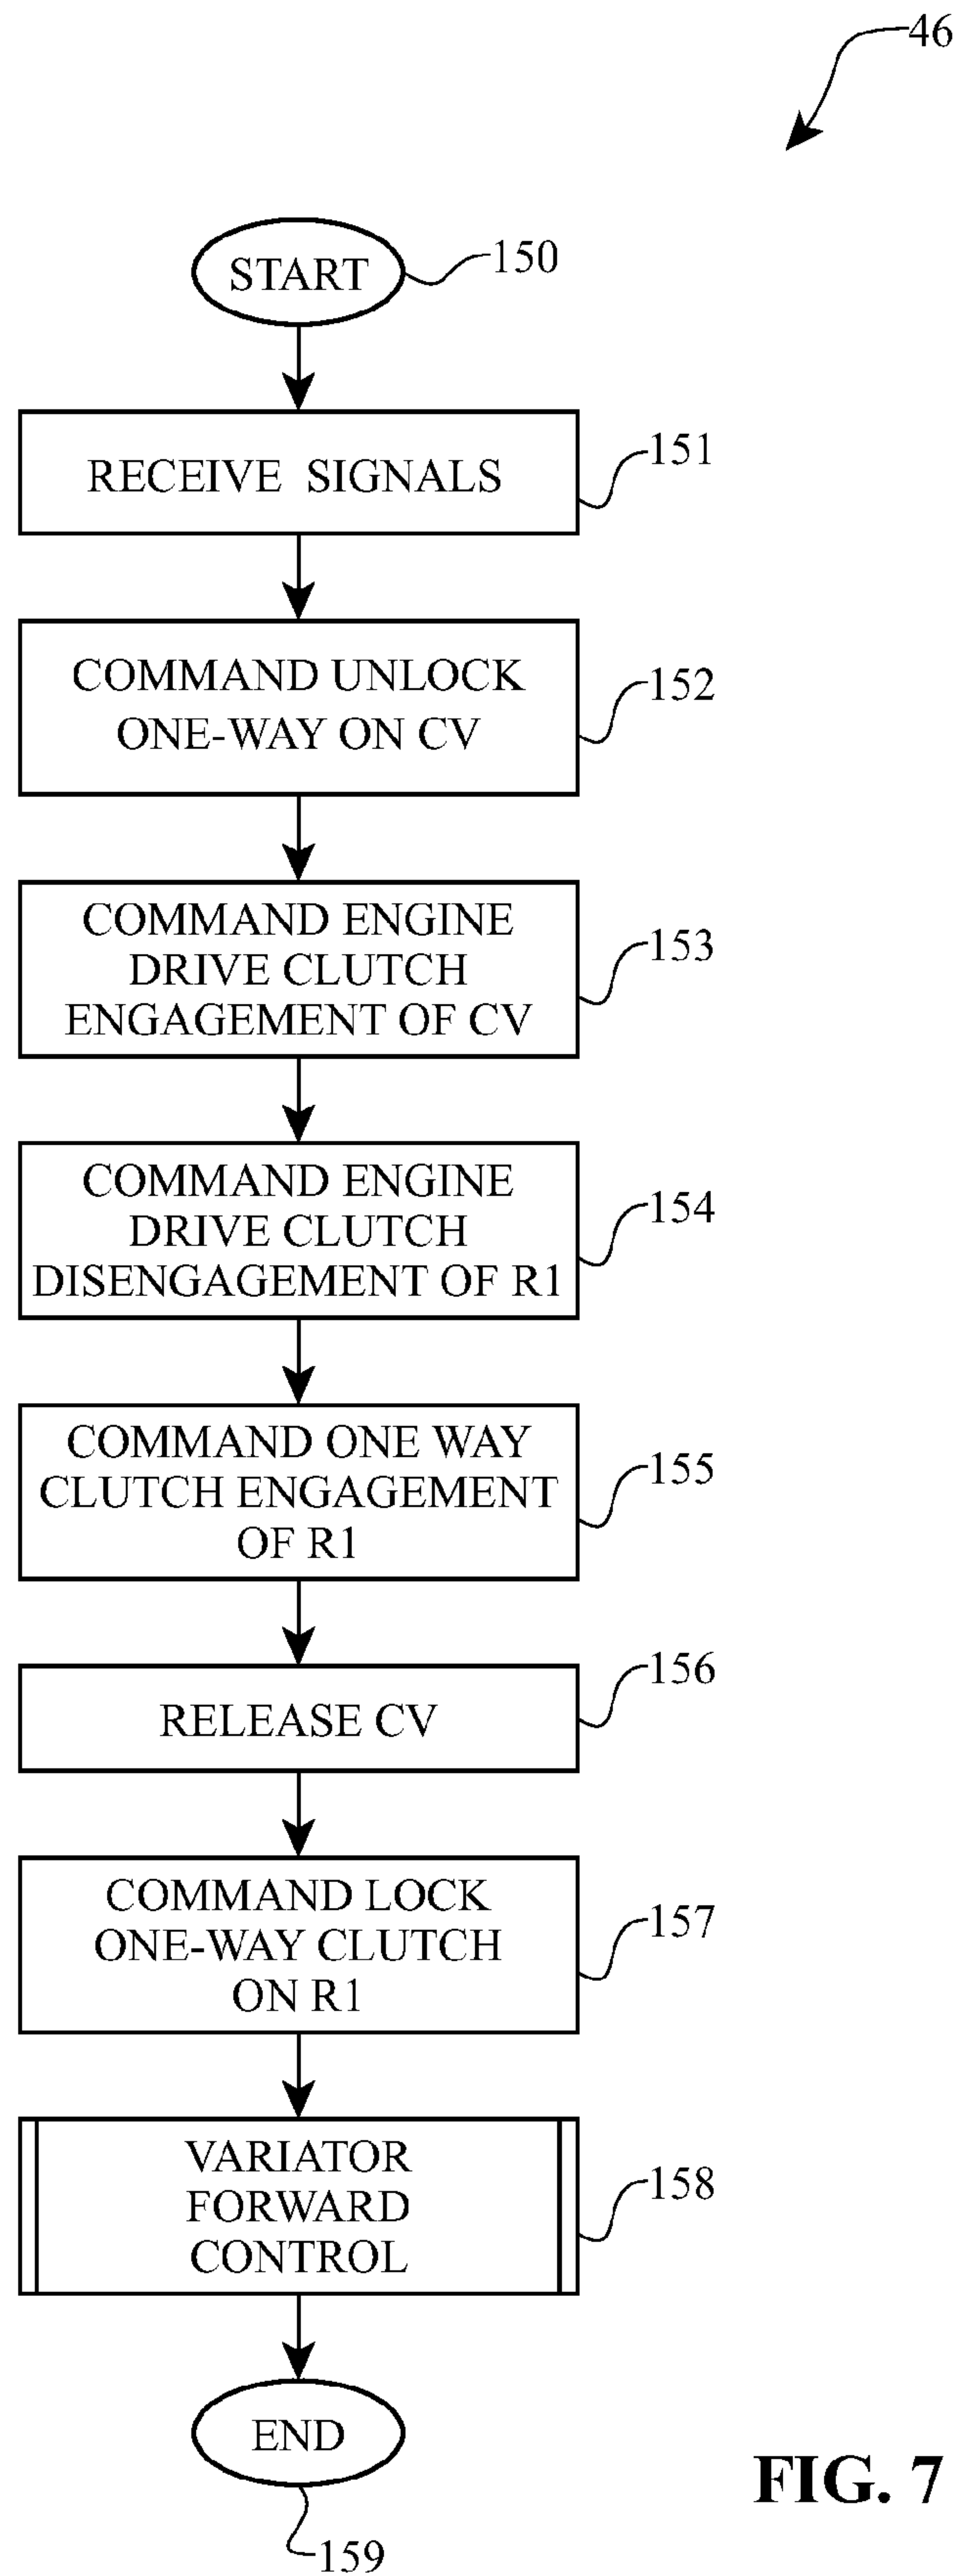 46
START
150
RECEIVE SIGNALS
151
COMMAND UNLOCK
ONE-WAY ON CV
152
COMMAND ENGINE
DRIVE CLUTCH
ENGAGEMENT OF CV
153
COMMAND ENGINE
DRIVE CLUTCH
DISENGAGEMENT OF R1
154
COMMAND ONE WAY
CLUTCH ENGAGEMENT
OF R1
155
RELEASE CV
156
COMMAND LOCK
ONE-WAY CLUTCH
ON R1
157
VARIATOR
FORWARD
CONTROL
158
END
159
FIG. 7